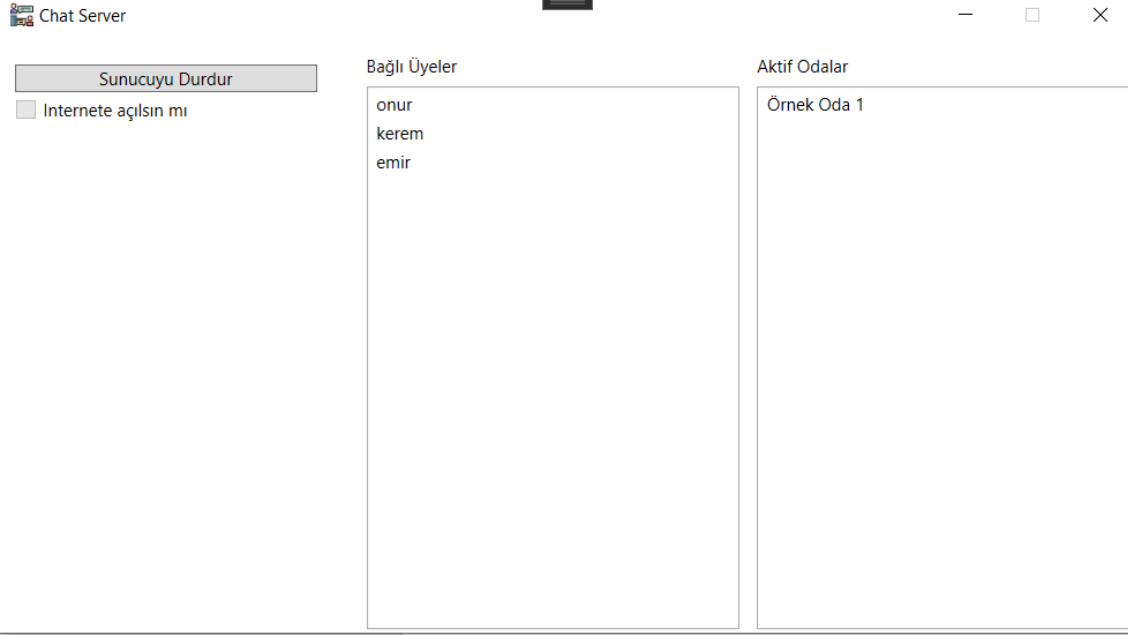 Chat Server
Sunucuyu Durdur
Internete açılsın mı
Bağlı Üyeler
onur
kerem
emir
Aktif Odalar
Örnek Oda 1